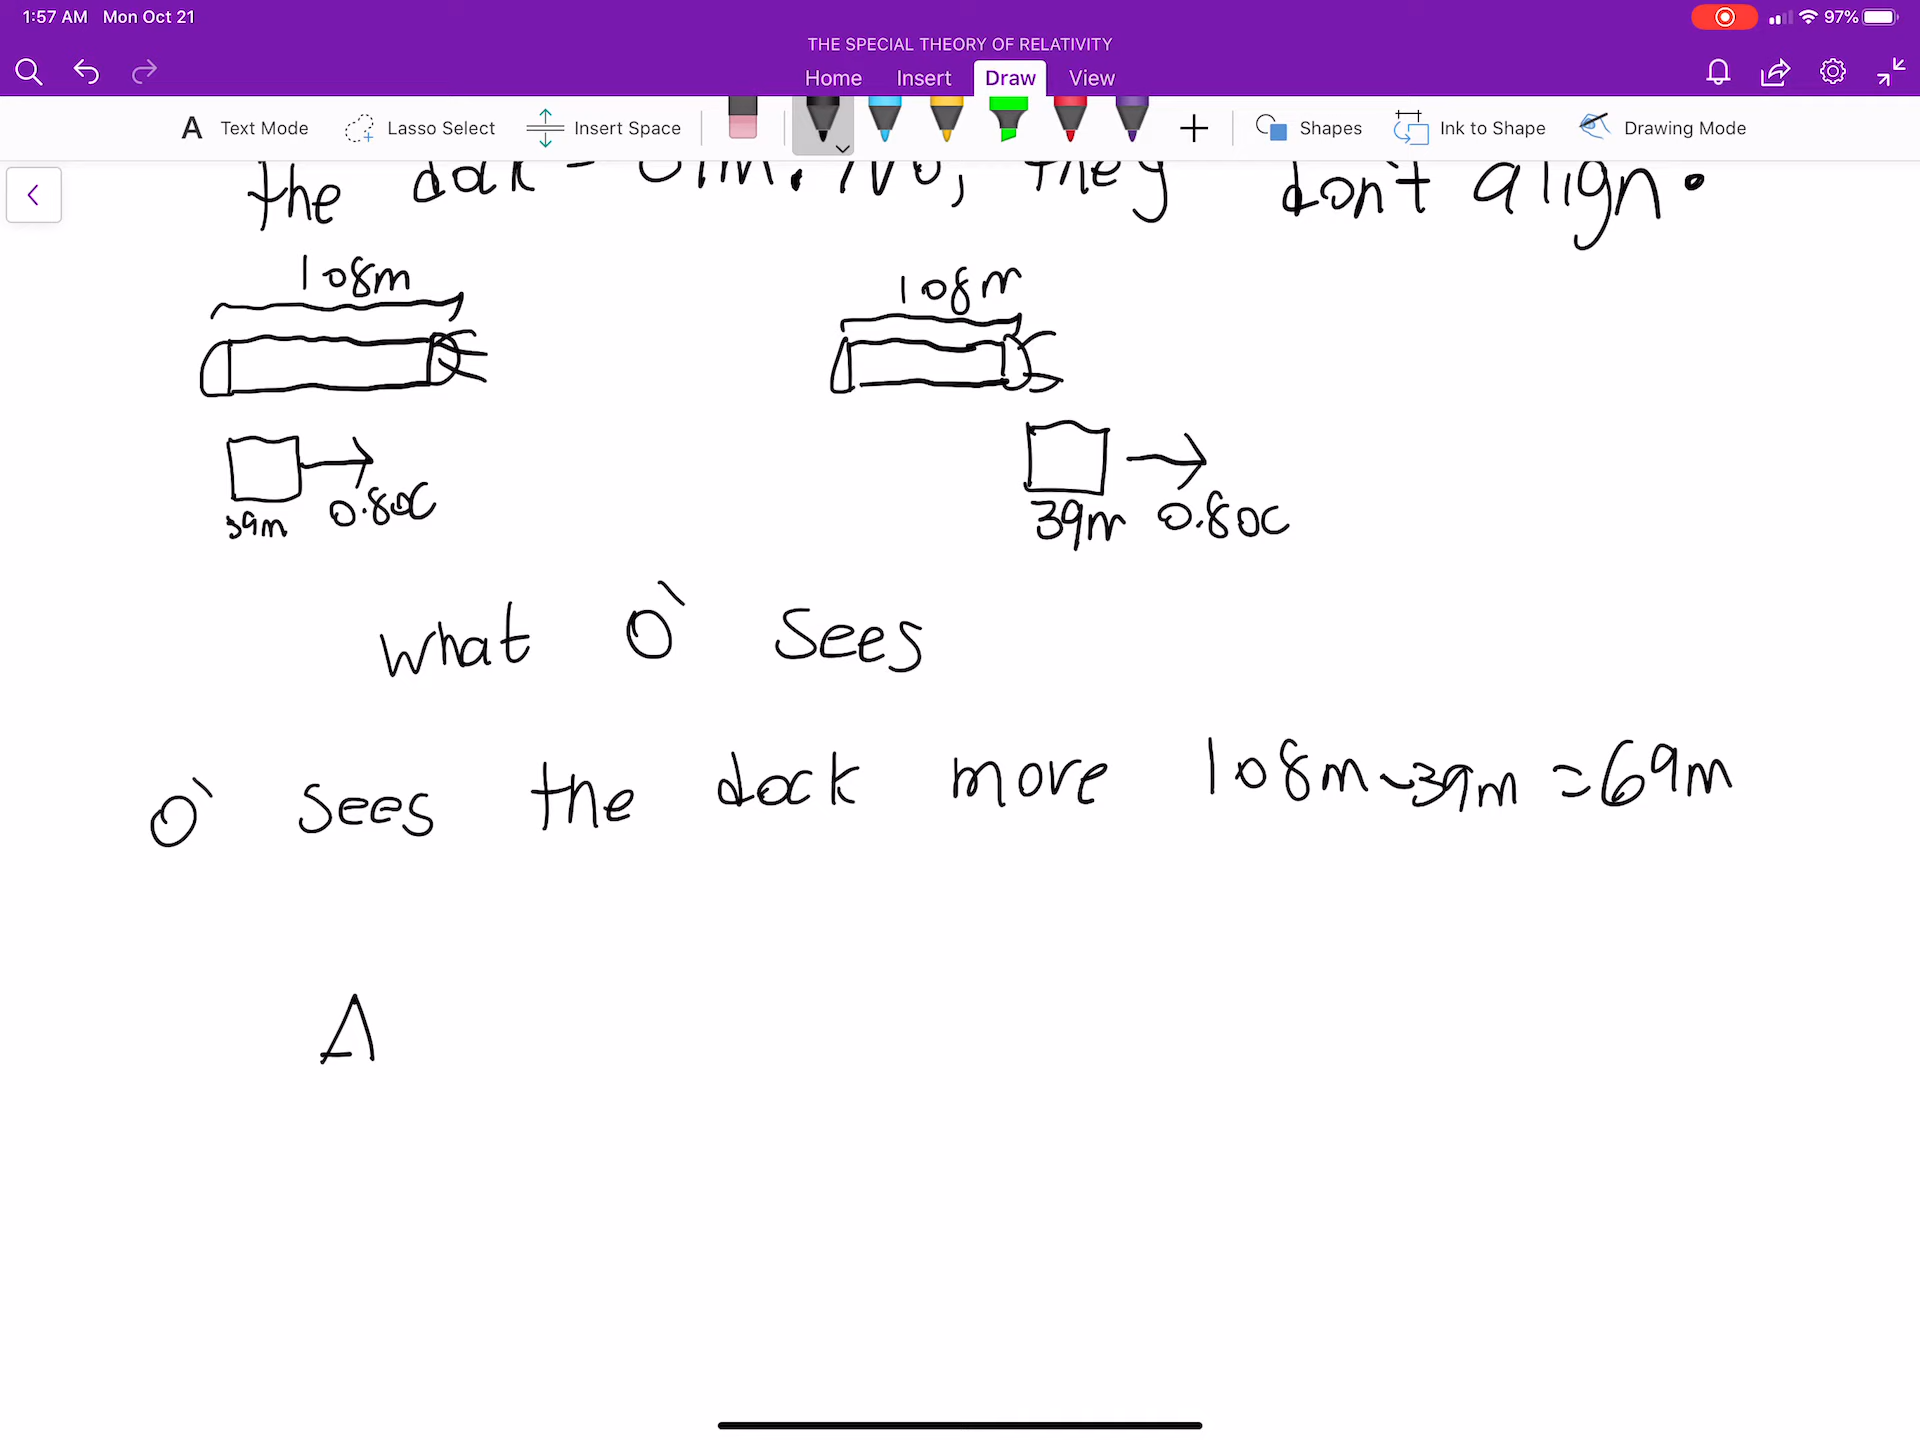 1:57 AM Mon Oct 21
97%
THE SPECIAL THEORY OF RELATIVITY
Home Insert Draw View
A Text Mode Lasso Select Insert Space Shapes Ink to Shape Drawing Mode
the dock = they don't align.
108m 108m
0.80C
39m
39m 0.80C
what O` sees
O` sees the dock move 108m - 39m = 69m
Δ